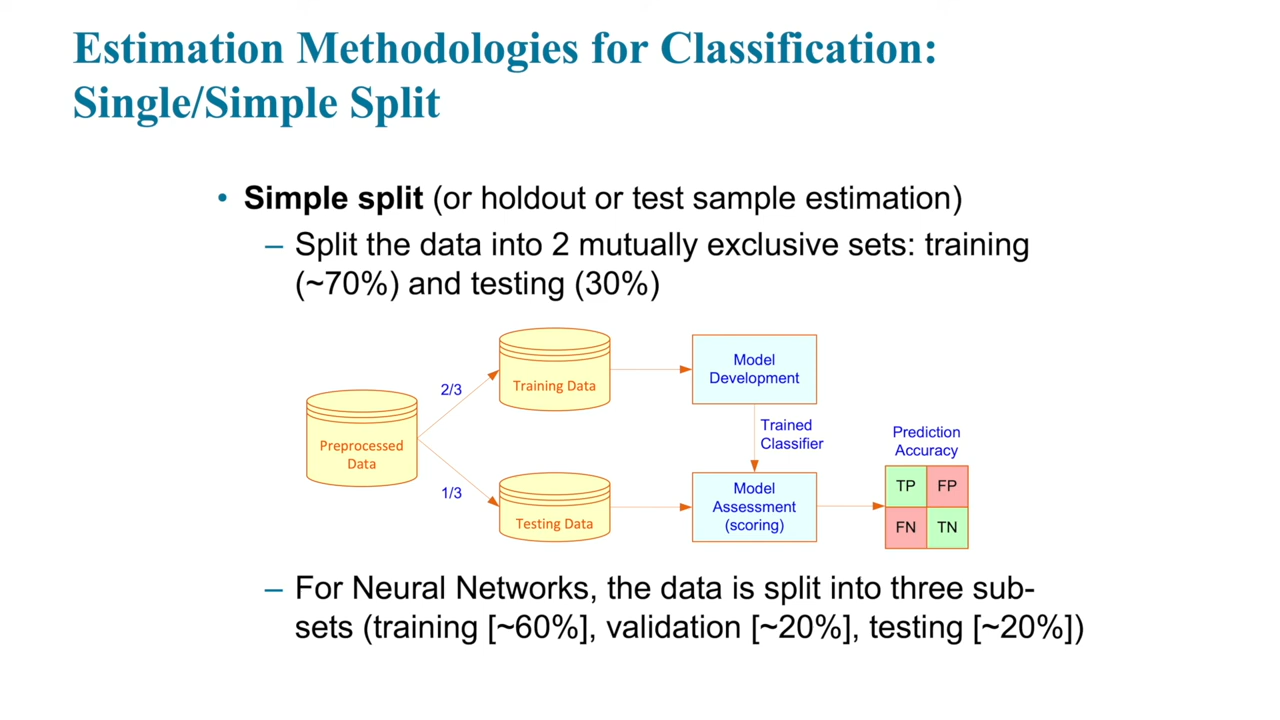 Estimation Methodologies for Classification:
Single/Simple Split
• Simple split (or holdout or test sample estimation)
– Split the data into 2 mutually exclusive sets: training
(~70%) and testing (30%)
Preprocessed
Data
2/3
1/3
Training Data
Testing Data
Model
Development
Trained
Classifier
Model
Assessment
(scoring)
Prediction
Accuracy
TP FP
FN TN
– For Neural Networks, the data is split into three sub-
sets (training [~60%], validation [~20%], testing [~20%])